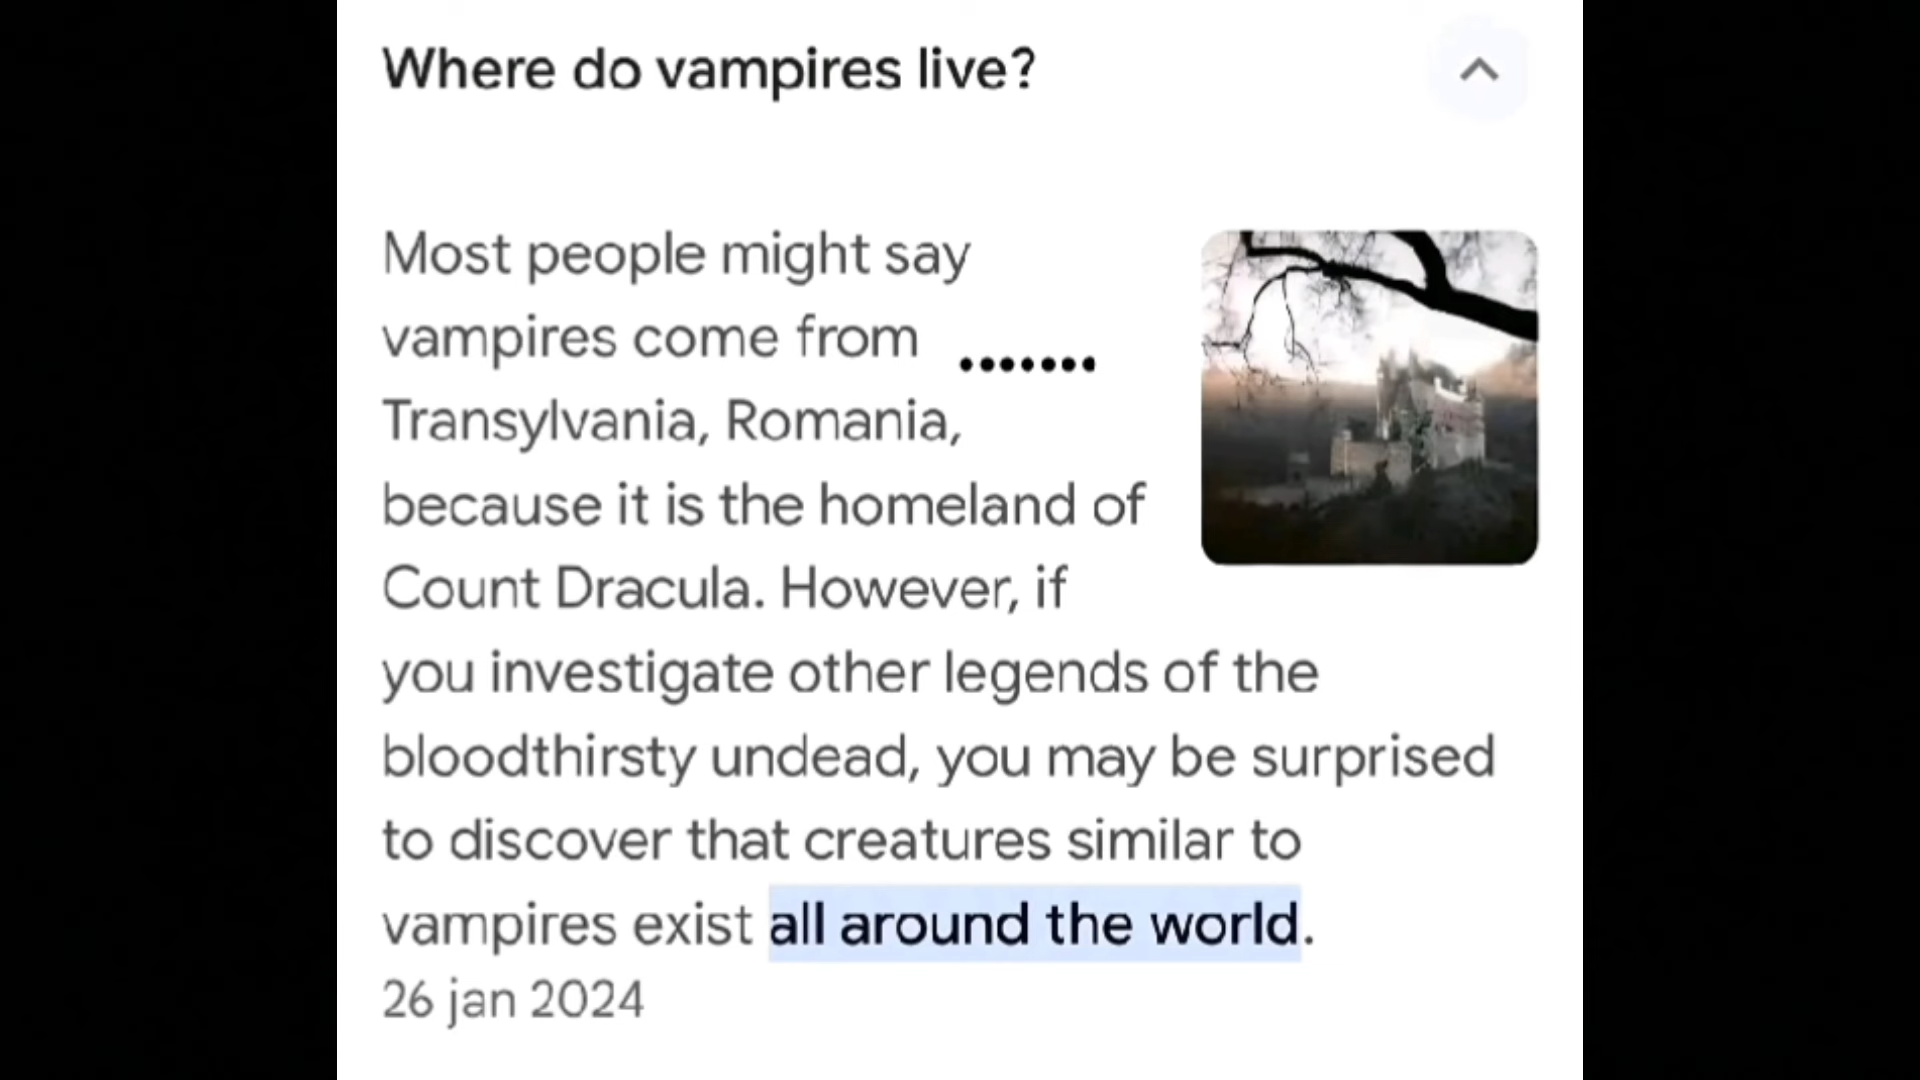 Where do vampires live?
Most people might say
vampires come from .......
Transylvania, Romania,
because it is the homeland of
Count Dracula. However, if
you investigate other legends of the
bloodthirsty undead, you may be surprised
to discover that creatures similar to
vampires exist all around the world.
26 jan 2024